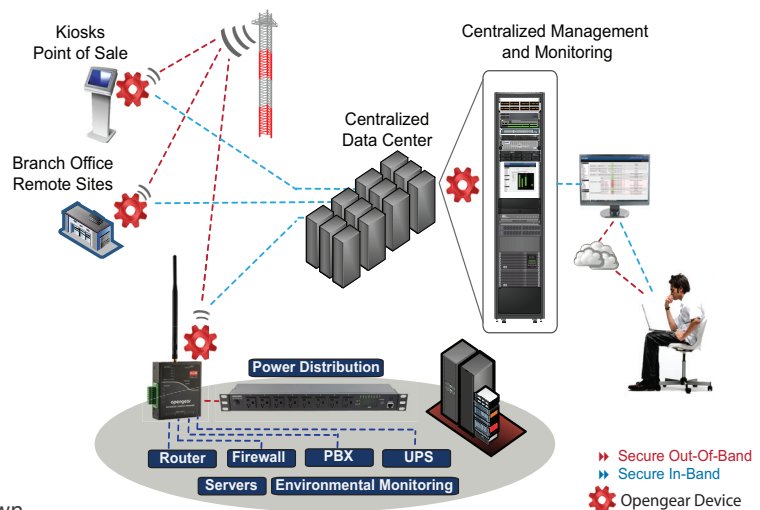 Kiosks
Point of Sale
Centralized Management
and Monitoring
Centralized
Data Center
Branch Office
Remote Sites
opengear
Power Distribution
Router
Firewall
PBX
UPS
Servers
Environmental Monitoring
Secure Out-Of-Band
Secure In-Band
Opengear Device